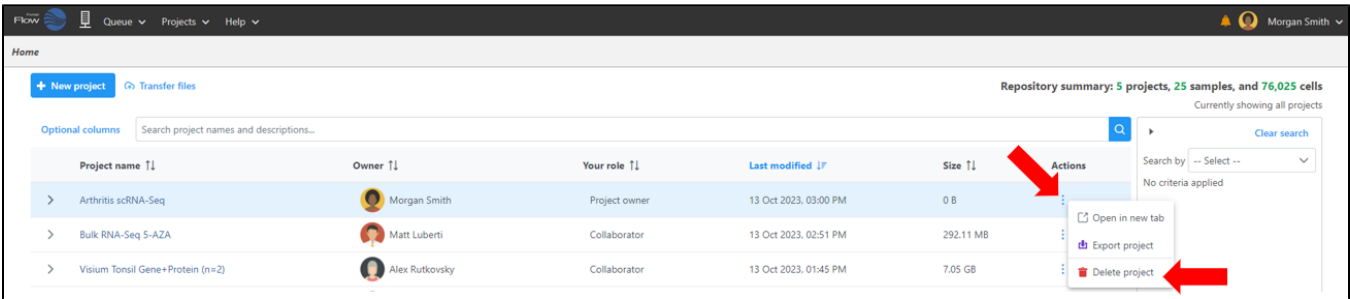 Flow Queue Projects Help Morgan Smith
Home
+ New project Transfer files Repository summary: 5 projects, 25 samples, and 76,025 cells
Currently showing all projects
Optional columns Search project names and descriptions... Clear search
Project name Owner Your role Last modified Size Actions Search by -- Select --
No criteria applied
Arthritis scRNA-Seq Morgan Smith Project owner 13 Oct 2023, 03:00 PM 0 B
Open in new tab
Bulk RNA-Seq 5-AZA Matt Luberti Collaborator 13 Oct 2023, 02:51 PM 292.11 MB
Export project
Visium Tonsil Gene+Protein (n=2) Alex Rutkovsky Collaborator 13 Oct 2023, 01:45 PM 7.05 GB
Delete project